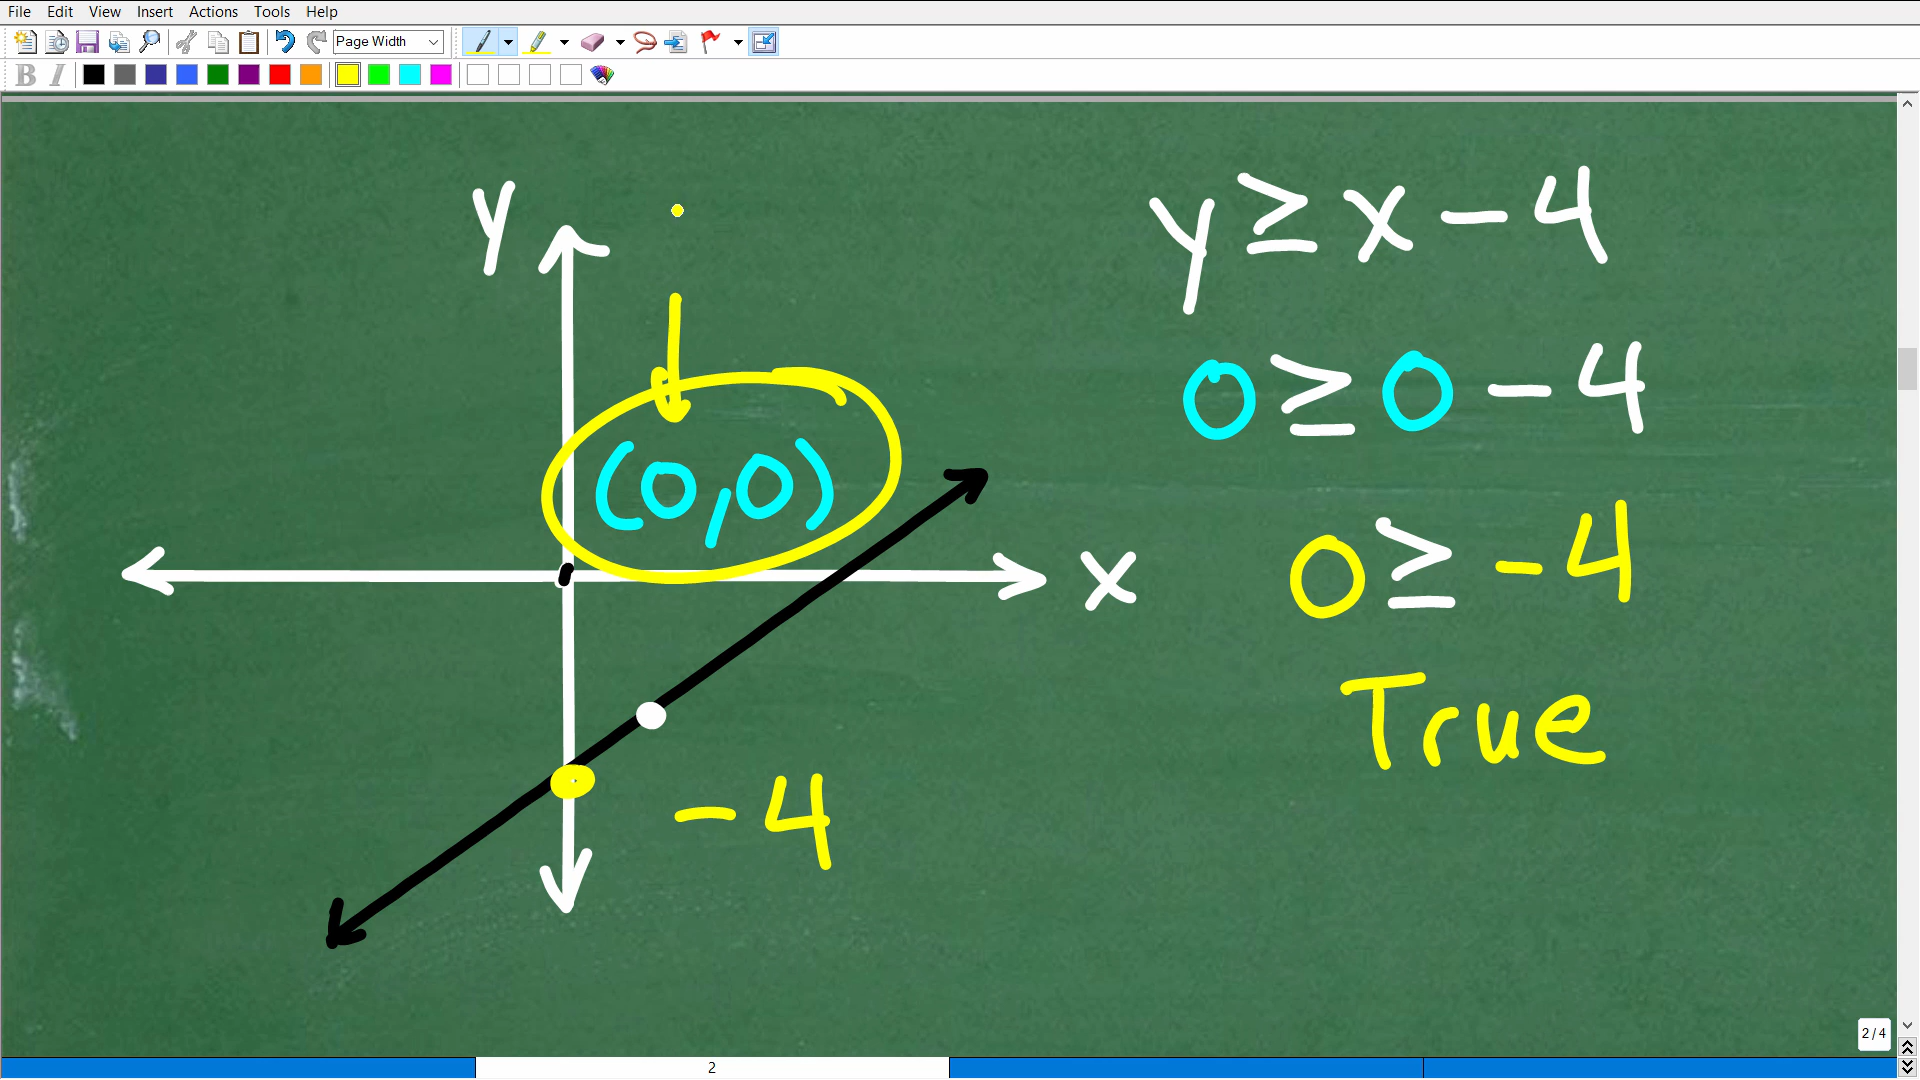 File Edit View Insert Actions Tools Help
Page Width
B I
y
y ≥ x - 4
0 ≥ 0 - 4
(0,0)
x
0 ≥ -4
True
-4
2 / 4
2